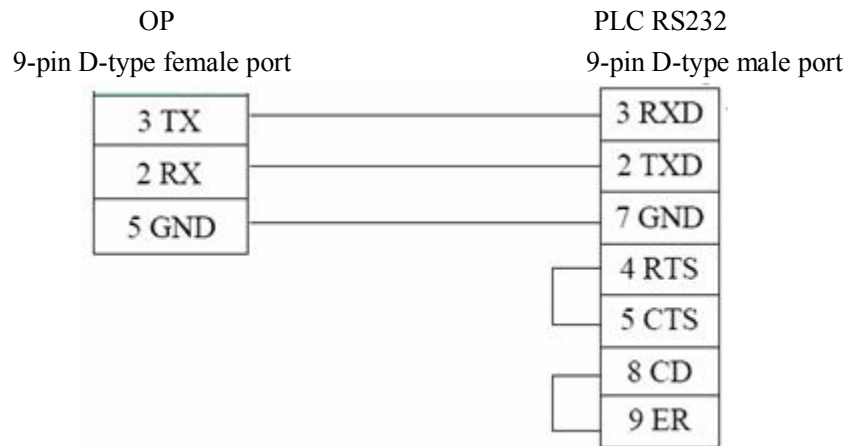 OP
PLC RS232
9-pin D-type female port
9-pin D-type male port
3 TX
3 RXD
2 RX
2 TXD
5 GND
7 GND
4 RTS
5 CTS
8 CD
9 ER